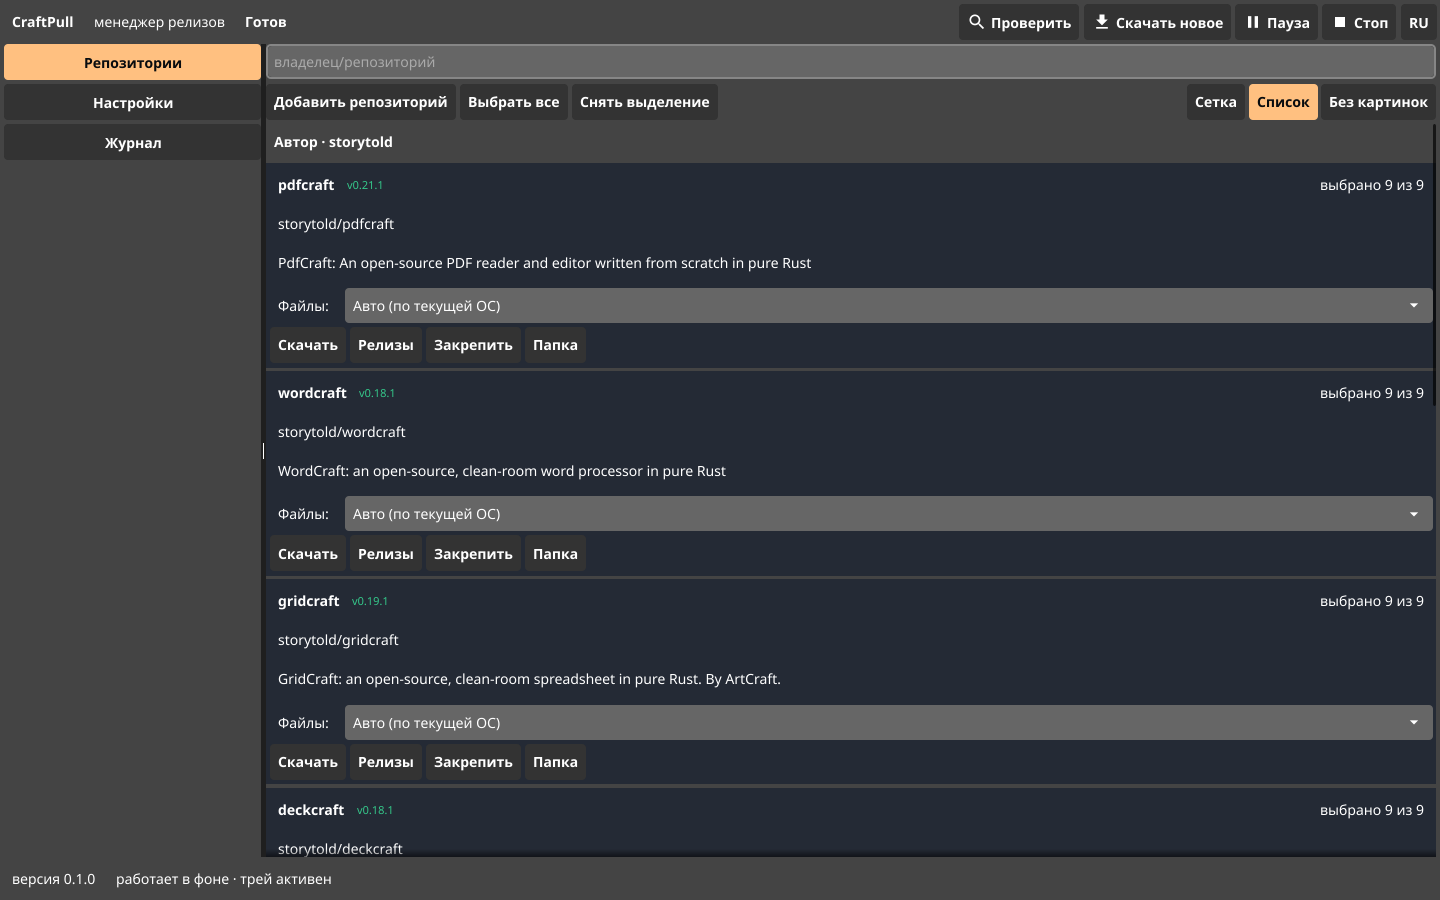 CraftPull менеджер релизов Готов Проверить Скачать новое Пауза Стоп RU
Репозитории
Настройки
Журнал
владелец/репозиторий
Добавить репозиторий Выбрать все Снять выделение Сетка Список Без картинок
Автор · storytold
pdfcraft v0.21.1 выбрано 9 из 9
storytold/pdfcraft
PdfCraft: An open-source PDF reader and editor written from scratch in pure Rust
Файлы: Авто (по текущей ОС)
Скачать Релизы Закрепить Папка
wordcraft v0.18.1 выбрано 9 из 9
storytold/wordcraft
WordCraft: an open-source, clean-room word processor in pure Rust
Файлы: Авто (по текущей ОС)
Скачать Релизы Закрепить Папка
gridcraft v0.19.1 выбрано 9 из 9
storytold/gridcraft
GridCraft: an open-source, clean-room spreadsheet in pure Rust. By ArtCraft.
Файлы: Авто (по текущей ОС)
Скачать Релизы Закрепить Папка
deckcraft v0.18.1 выбрано 9 из 9
storytold/deckcraft
версия 0.1.0 работает в фоне · трей активен